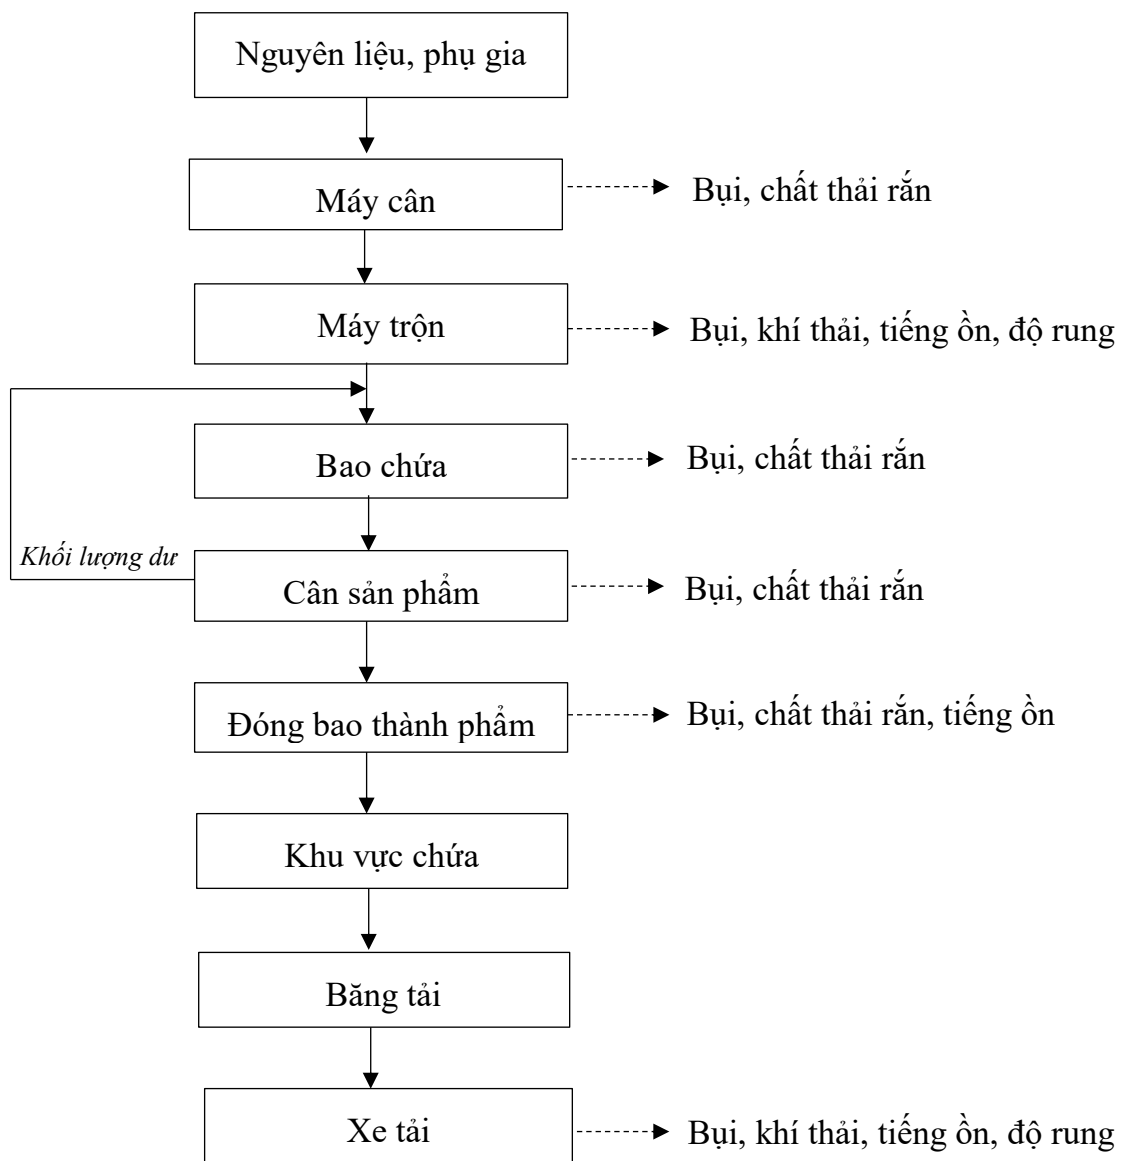 Nguyên liệu, phụ gia
Máy cân
Bụi, chất thải rắn
Máy trộn
Bụi, khí thải, tiếng ồn, độ rung
Bao chứa
Bụi, chất thải rắn
Khối lượng dư
Cân sản phẩm
Bụi, chất thải rắn
Đóng bao thành phẩm
Bụi, chất thải rắn, tiếng ồn
Khu vực chứa
Băng tải
Xe tải
Bụi, khí thải, tiếng ồn, độ rung